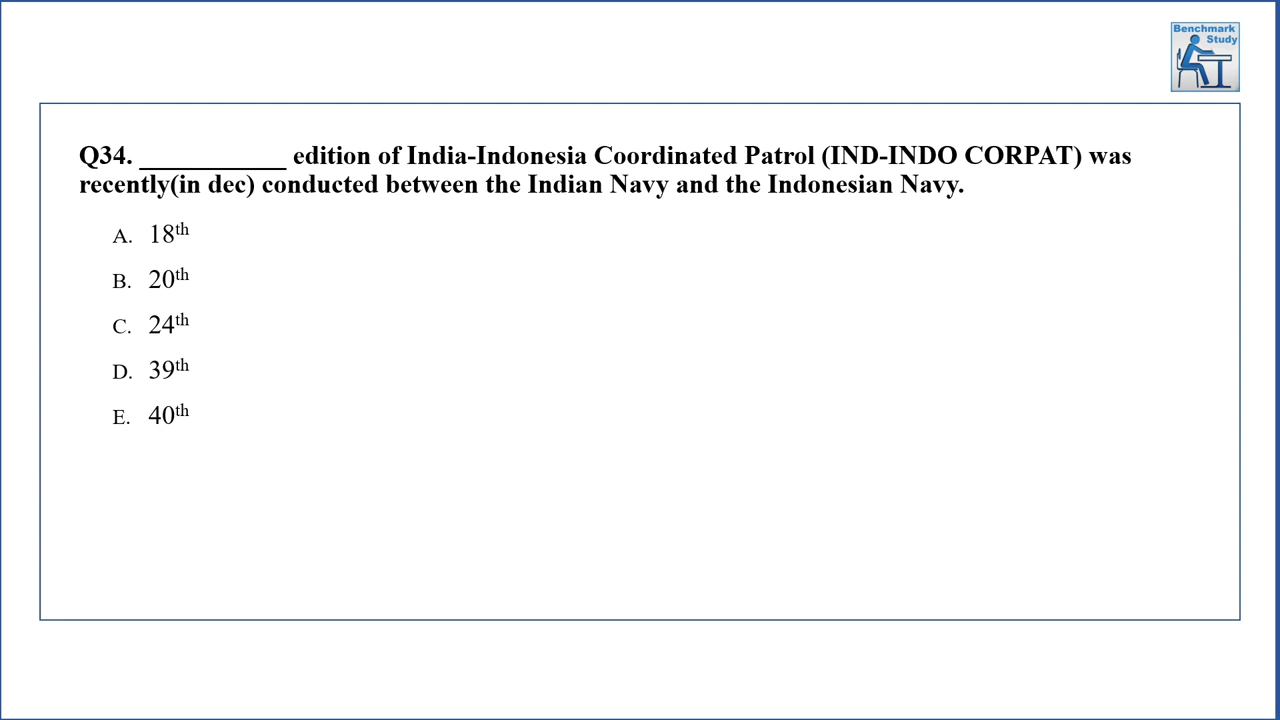 Benchmark
Study
Q34. ___________ edition of India-Indonesia Coordinated Patrol (IND-INDO CORPAT) was
recently(in dec) conducted between the Indian Navy and the Indonesian Navy.
A. 18th
B. 20th
C. 24th
D. 39th
E. 40th